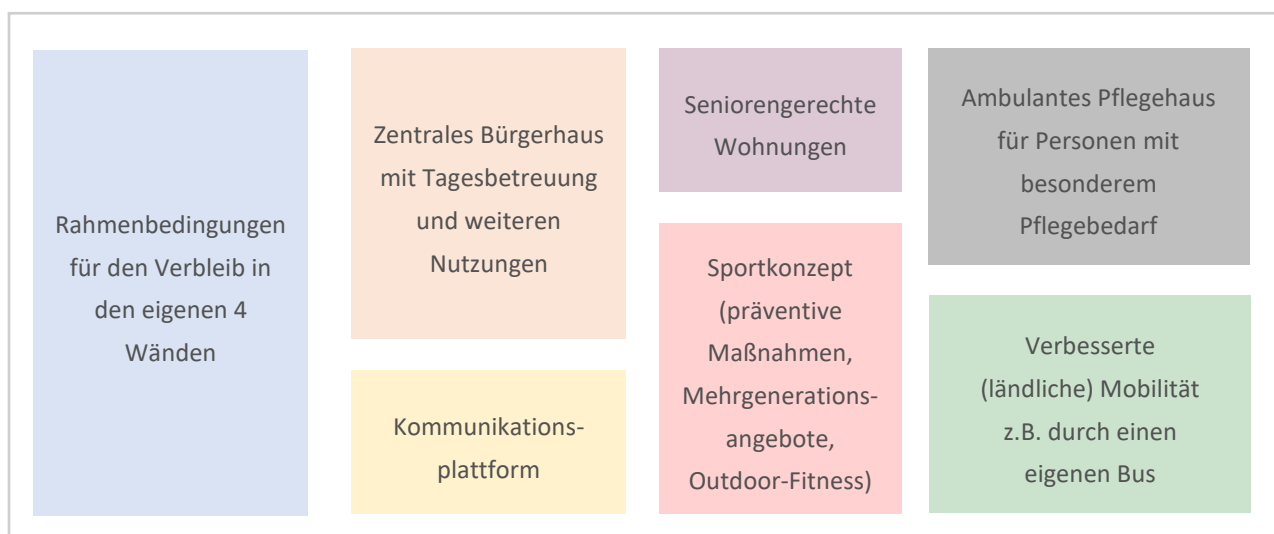 Rahmenbedingungen
für den Verbleib in
den eigenen 4
Wänden
Zentrales Bürgerhaus
mit Tagesbetreuung
und weiteren
Nutzungen
Kommunikations-
plattform
Seniorengerechte
Wohnungen
Sportkonzept
(präventive
Maßnahmen,
Mehrgenerations-
angebote,
Outdoor-Fitness)
Ambulantes Pflegehaus
für Personen mit
besonderem
Pflegebedarf
Verbesserte
(ländliche) Mobilität
z.B. durch einen
eigenen Bus